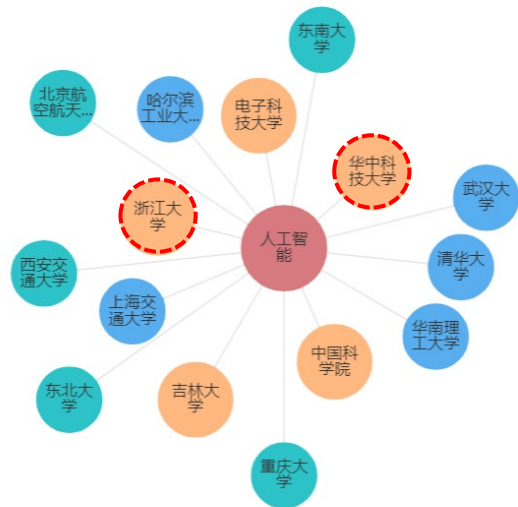 东南大
学
北京航
空航天...
哈尔滨
工业大...
电子科
技大学
华中科
技大学
武汉大
学
浙江大
学
人工智
能
清华大
学
西安交
通大学
上海交
通大学
华南理
工大学
中国科
学院
东北大
学
吉林大
学
重庆大
学